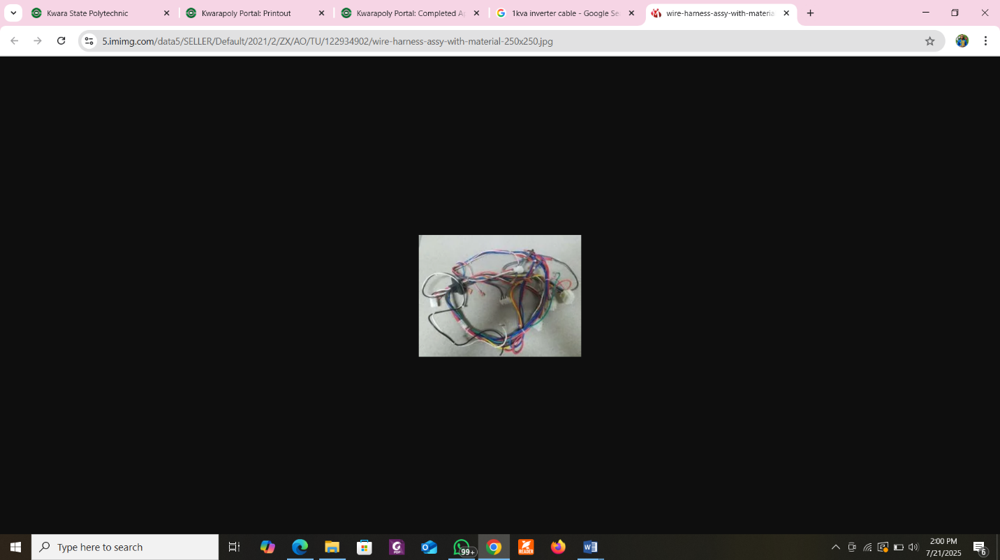 Kwara State Polytechnic
Kwarapoly Portal: Printout
Kwarapoly Portal: Completed Ap
1kva inverter cable - Google Se
wire-harness-assy-with-materia
5.imimg.com/data5/SELLER/Default/2021/2/ZX/AO/TU/122934902/wire-harness-assy-with-material-250x250.jpg
Type here to search
PDF
99+
READER
W
2:00 PM
7/21/2025
6